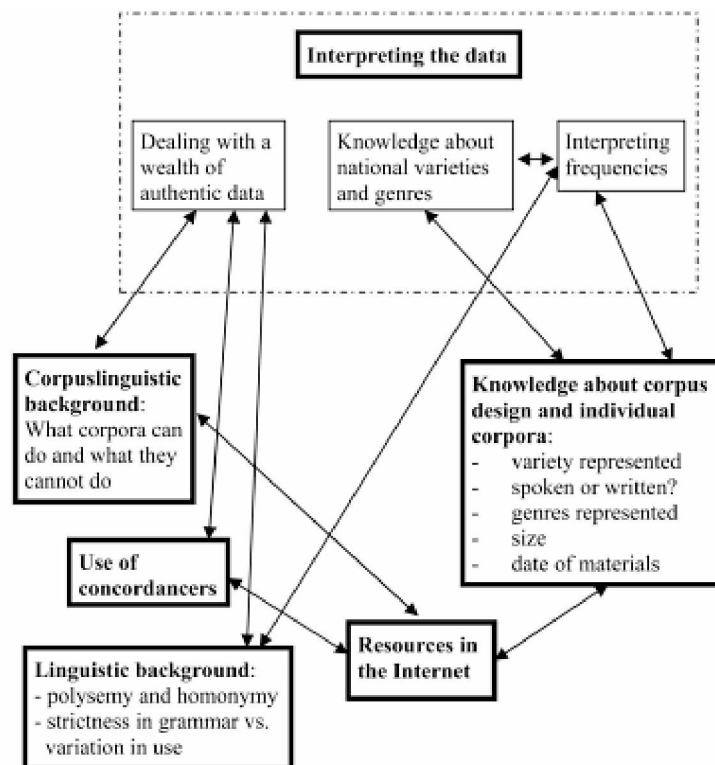 Interpreting the data
Dealing with a
wealth of
authentic data
Knowledge about
national varieties
and genres
Interpreting
frequencies
Corpuslinguistic
background:
What corpora can
do and what they
cannot do
Knowledge about corpus
design and individual
corpora:
- variety represented
- spoken or written?
- genres represented
- size
- date of materials
Use of
concordancers
Resources in
the Internet
Linguistic background:
- polysemy and homonymy
- strictness in grammar vs.
variation in use